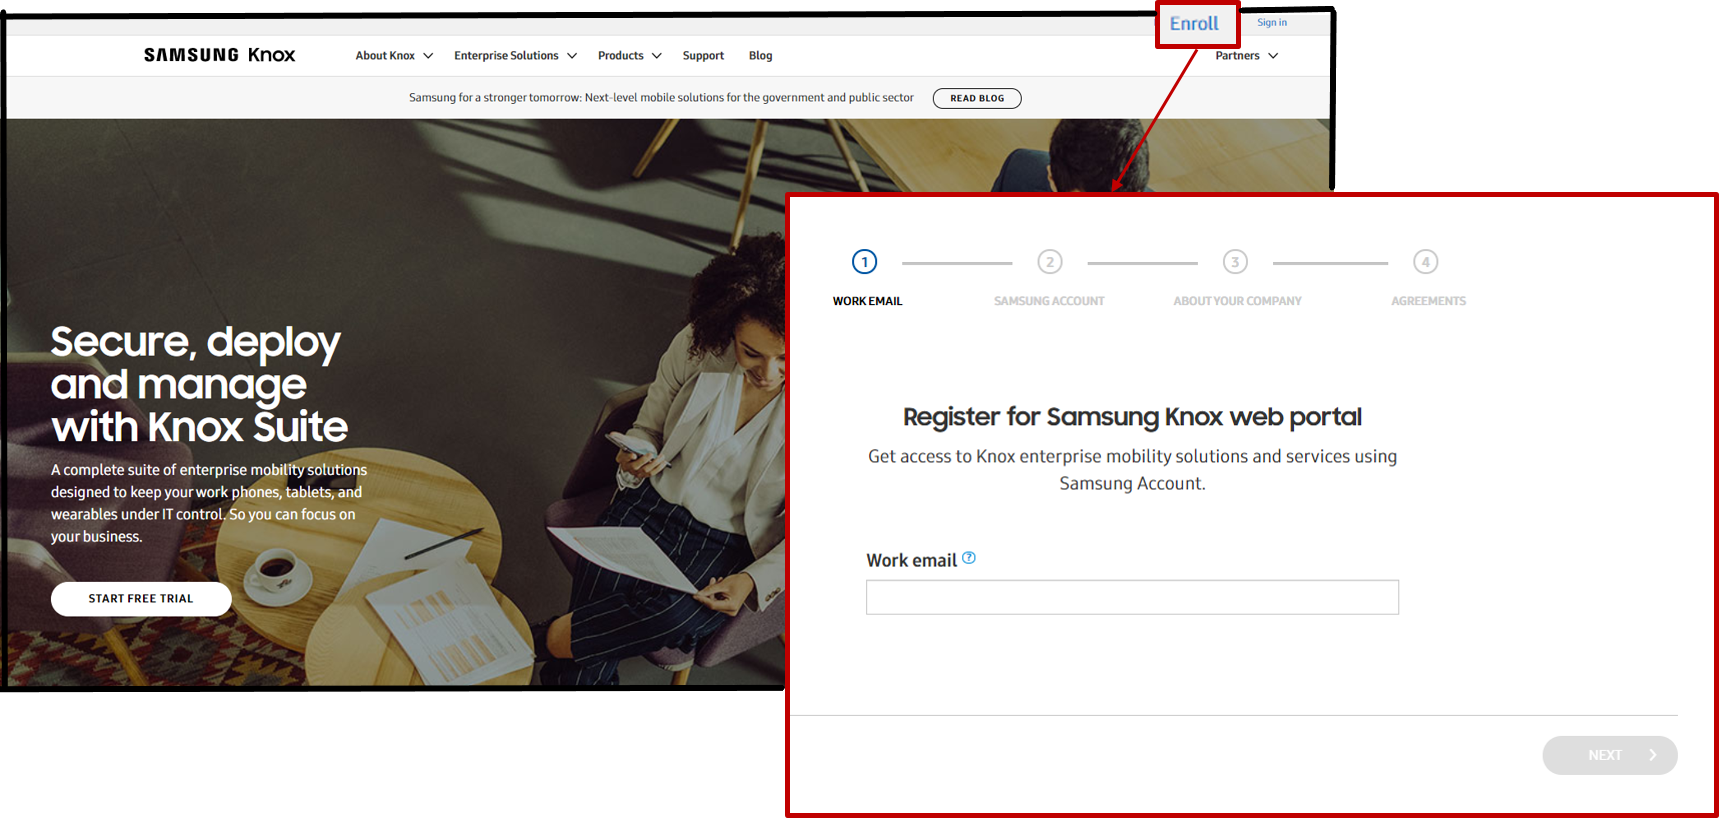 Enroll
Sign in
SAMSUNG Knox
About Knox
Enterprise Solutions
Products
Support
Blog
Partners
Samsung for a stronger tomorrow: Next-level mobile solutions for the government and public sector
READ BLOG
Secure, deploy
and manage
with Knox Suite
A complete suite of enterprise mobility solutions
designed to keep your work phones, tablets, and
wearables under IT control. So you can focus on
your business.
START FREE TRIAL
1
2
3
4
WORK EMAIL
SAMSUNG ACCOUNT
ABOUT YOUR COMPANY
AGREEMENTS
Register for Samsung Knox web portal
Get access to Knox enterprise mobility solutions and services using
Samsung Account.
Work email ?
NEXT